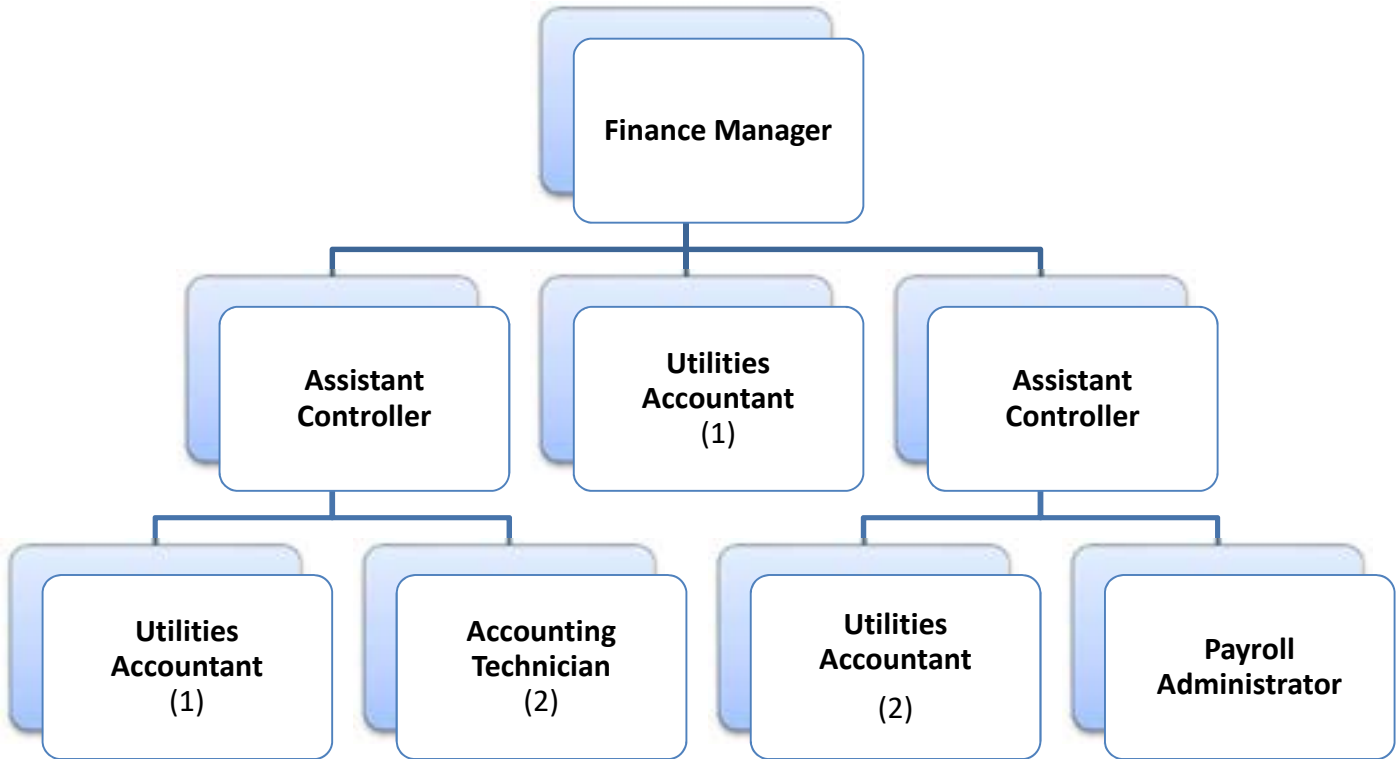 Finance Manager
Assistant
Controller
Utilities
Accountant
(1)
Assistant
Controller
Utilities
Accountant
(1)
Accounting
Technician
(2)
Utilities
Accountant
(2)
Payroll
Administrator